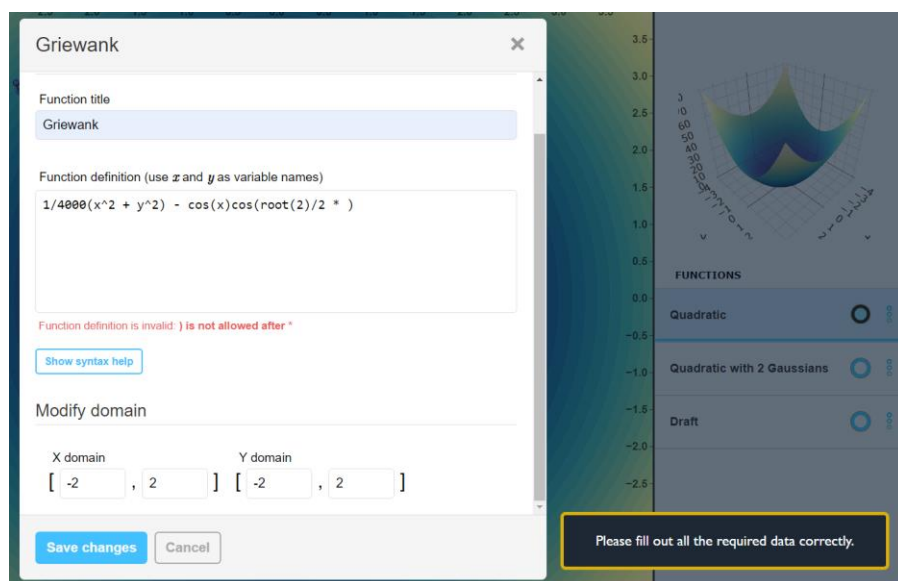 Griewank
×
Function title
Griewank
Function definition (use x and y as variable names)
1/4000(x^2 + y^2) - cos(x)cos(root(2)/2 * )
Function definition is invalid: ) is not allowed after *
Show syntax help
Modify domain
X domain Y domain
[ -2 , 2 ] [ -2 , 2 ]
Save changes Cancel
3.5
3.0
2.5
2.0
1.5
1.0
0.5
0.0
−0.5
−1.0
−1.5
−2.0
−2.5
FUNCTIONS
Quadratic
Quadratic with 2 Gaussians
Draft
Please fill out all the required data correctly.